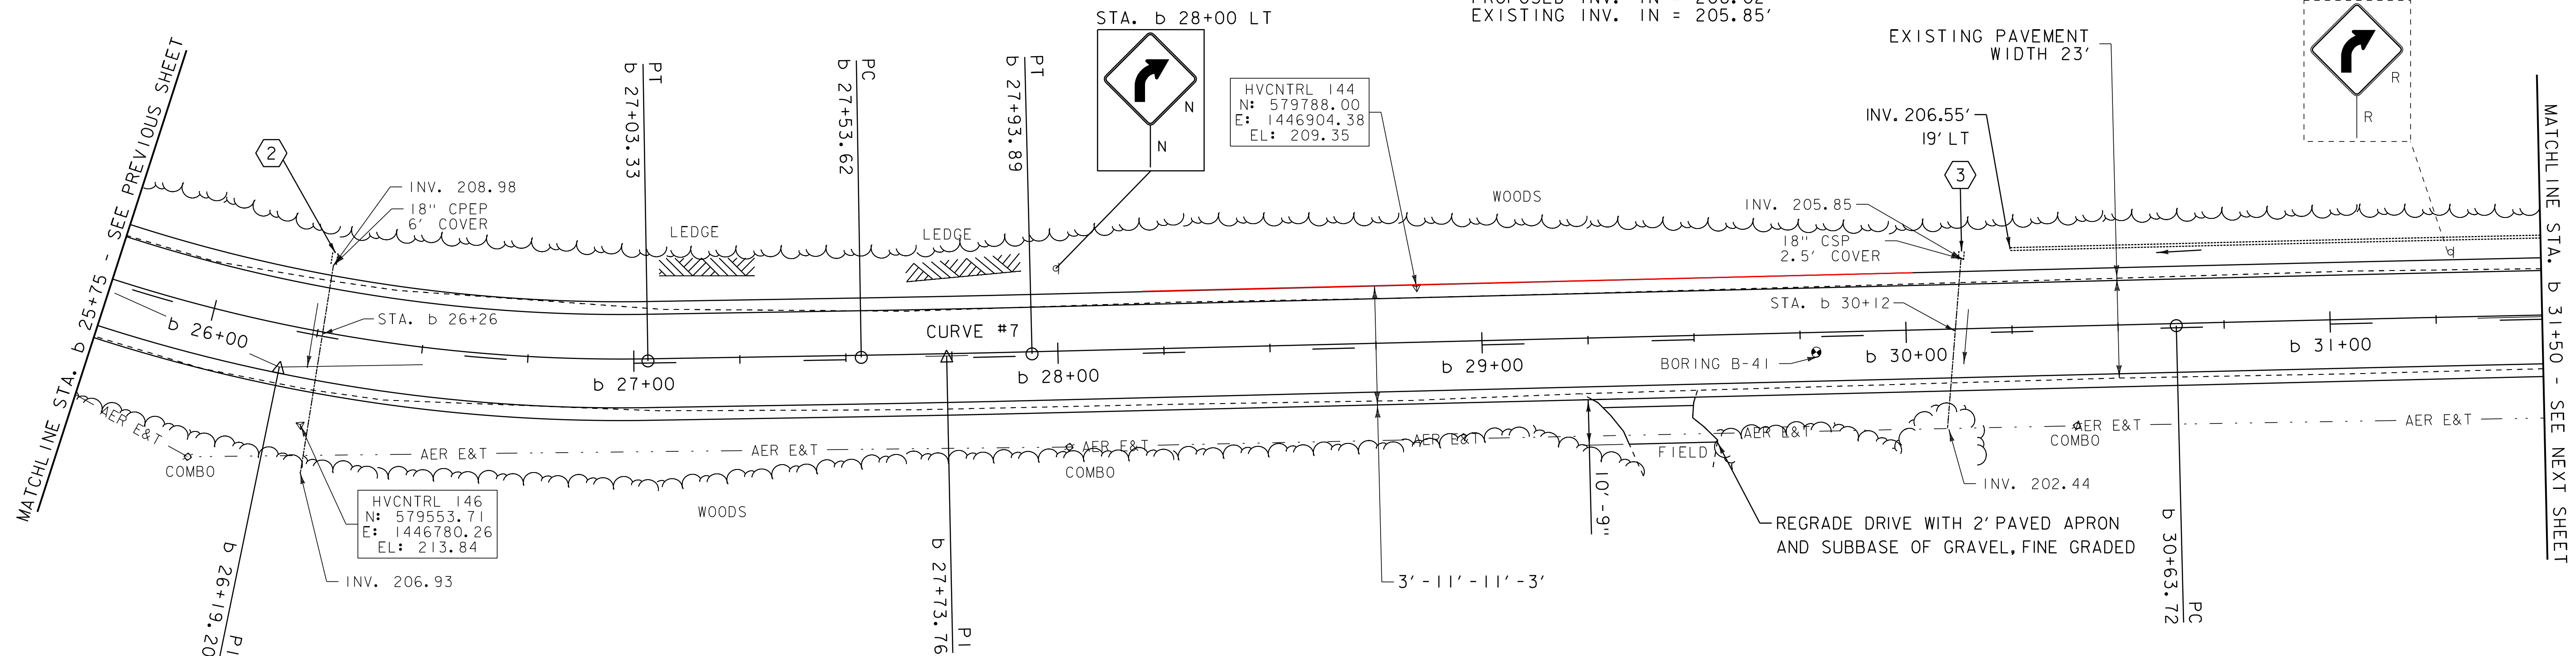 PROPOSED INV. IN = 206.02'
EXISTING INV. IN = 205.85'
STA. b 28+00 LT
N
N
EXISTING PAVEMENT
WIDTH 23'
R
R
MATCHLINE STA. b 25+75 - SEE PREVIOUS SHEET
2
INV. 208.98
18" CPEP
6' COVER
PT
b 27+03.33
PC
b 27+53.62
PT
b 27+93.89
HVCNTRL 144
N: 579788.00
E: 1446904.38
EL: 209.35
INV. 206.55'
19' LT
3
WOODS
INV. 205.85
18" CSP
2.5' COVER
LEDGE
LEDGE
STA. b 26+26
STA. b 30+12
b 26+00
CURVE #7
b 27+00
b 28+00
b 29+00
BORING B-41
b 30+00
b 31+00
AER E&T
AER E&T
AER E&T
AER E&T
AER E&T
AER E&T
AER E&T
AER E&T
COMBO
COMBO
COMBO
FIELD
HVCNTRL 146
N: 579553.71
E: 1446780.26
EL: 213.84
INV. 206.93
WOODS
10'-9"
INV. 202.44
REGRADE DRIVE WITH 2' PAVED APRON
AND SUBBASE OF GRAVEL, FINE GRADED
3'-11'-11'-3'
b 26+19.20
PI
b 27+73.76
PI
b 30+63.72
PC
MATCHLINE STA. b 31+50 - SEE NEXT SHEET